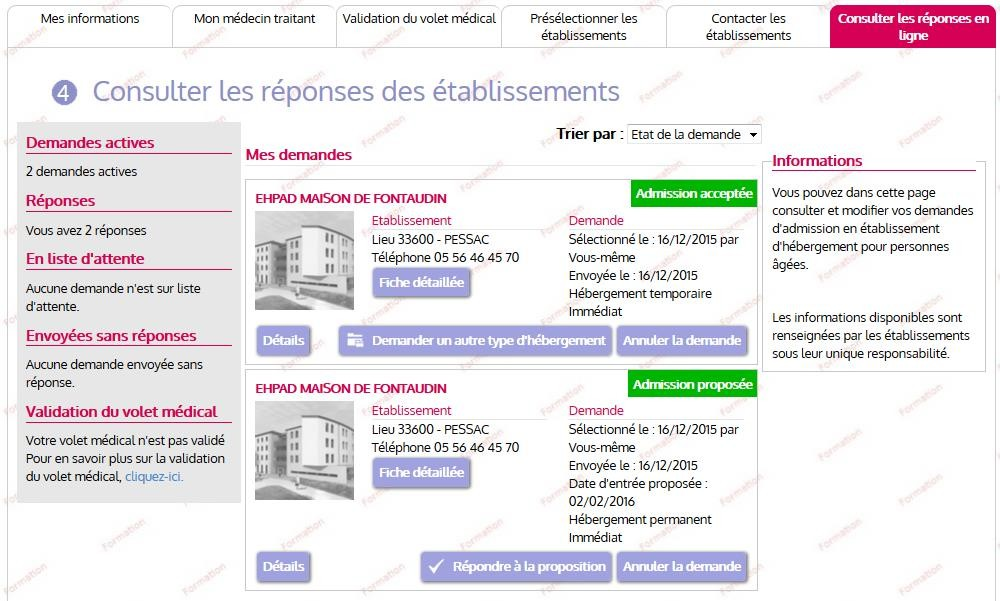 Mes informations
Mon médecin traitant
Validation du volet médical
Présélectionner les
établissements
Contacter les
établissements
Consulter les réponses en
ligne
4 Consulter les réponses des établissements
Demandes actives
2 demandes actives
Réponses
Vous avez 2 réponses
En liste d'attente
Aucune demande n'est sur liste
d'attente.
Envoyées sans réponses
Aucune demande envoyée sans
réponse.
Validation du volet médical
Votre volet médical n'est pas validé
Pour en savoir plus sur la validation
du volet médical, cliquez-ici.
Trier par : Etat de la demande
Mes demandes
EHPAD MAISON DE FONTAUDIN
Admission acceptée
Etablissement
Lieu 33600 - PESSAC
Téléphone 05 56 46 45 70
Fiche détaillée
Demande
Sélectionné le : 16/12/2015 par
Vous-même
Envoyée le : 16/12/2015
Hébergement temporaire
Immédiat
Détails
Demander un autre type d'hébergement
Annuler la demande
EHPAD MAISON DE FONTAUDIN
Admission proposée
Etablissement
Lieu 33600 - PESSAC
Téléphone 05 56 46 45 70
Fiche détaillée
Demande
Sélectionné le : 16/12/2015 par
Vous-même
Envoyée le : 16/12/2015
Date d'entrée proposée :
02/02/2016
Hébergement permanent
Immédiat
Détails
Répondre à la proposition
Annuler la demande
Informations
Vous pouvez dans cette page
consulter et modifier vos demandes
d'admission en établissement
d'hébergement pour personnes
âgées.
Les informations disponibles sont
renseignées par les établissements
sous leur unique responsabilité.
Formation